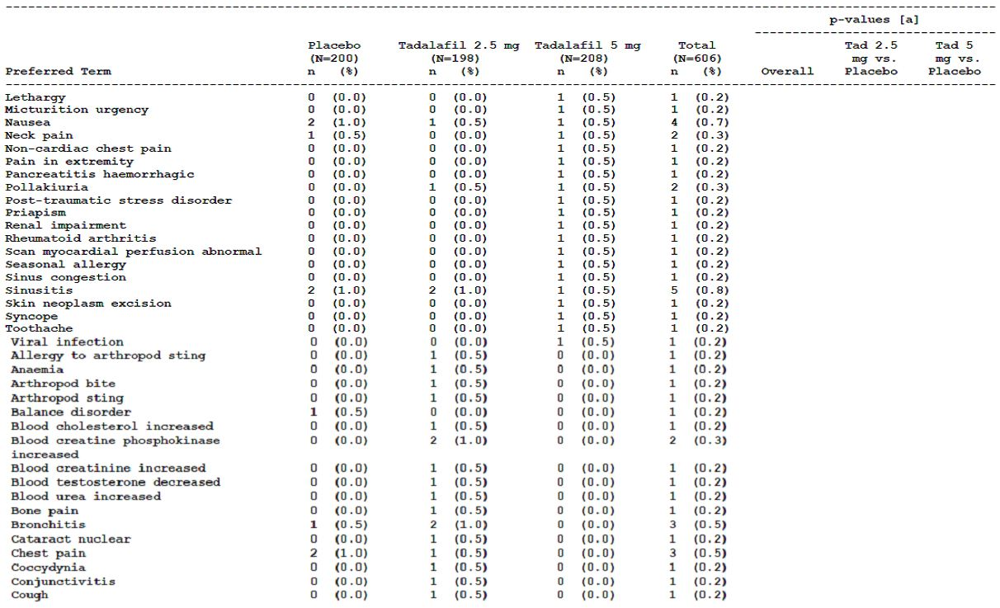 p-values [a]
Placebo Tadalafil 2.5 mg Tadalafil 5 mg Total Tad 2.5 Tad 5
(N=200) (N=198) (N=208) (N=606) mg vs. mg vs.
Preferred Term n (%) n (%) n (%) n (%) Overall Placebo Placebo
Lethargy 0 (0.0) 0 (0.0) 1 (0.5) 1 (0.2)
Micturition urgency 0 (0.0) 0 (0.0) 1 (0.5) 1 (0.2)
Nausea 2 (1.0) 1 (0.5) 1 (0.5) 4 (0.7)
Neck pain 1 (0.5) 0 (0.0) 1 (0.5) 2 (0.3)
Non-cardiac chest pain 0 (0.0) 0 (0.0) 1 (0.5) 1 (0.2)
Pain in extremity 0 (0.0) 0 (0.0) 1 (0.5) 1 (0.2)
Pancreatitis haemorrhagic 0 (0.0) 0 (0.0) 1 (0.5) 1 (0.2)
Pollakiuria 0 (0.0) 1 (0.5) 1 (0.5) 2 (0.3)
Post-traumatic stress disorder 0 (0.0) 0 (0.0) 1 (0.5) 1 (0.2)
Priapism 0 (0.0) 0 (0.0) 1 (0.5) 1 (0.2)
Renal impairment 0 (0.0) 0 (0.0) 1 (0.5) 1 (0.2)
Rheumatoid arthritis 0 (0.0) 0 (0.0) 1 (0.5) 1 (0.2)
Scan myocardial perfusion abnormal 0 (0.0) 0 (0.0) 1 (0.5) 1 (0.2)
Seasonal allergy 0 (0.0) 0 (0.0) 1 (0.5) 1 (0.2)
Sinus congestion 0 (0.0) 0 (0.0) 1 (0.5) 1 (0.2)
Sinusitis 2 (1.0) 2 (1.0) 1 (0.5) 5 (0.8)
Skin neoplasm excision 0 (0.0) 0 (0.0) 1 (0.5) 1 (0.2)
Syncope 0 (0.0) 0 (0.0) 1 (0.5) 1 (0.2)
Toothache 0 (0.0) 0 (0.0) 1 (0.5) 1 (0.2)
Viral infection 0 (0.0) 0 (0.0) 1 (0.5) 1 (0.2)
Allergy to arthropod sting 0 (0.0) 1 (0.5) 0 (0.0) 1 (0.2)
Anaemia 0 (0.0) 1 (0.5) 0 (0.0) 1 (0.2)
Arthropod bite 0 (0.0) 1 (0.5) 0 (0.0) 1 (0.2)
Arthropod sting 0 (0.0) 1 (0.5) 0 (0.0) 1 (0.2)
Balance disorder 1 (0.5) 0 (0.0) 0 (0.0) 1 (0.2)
Blood cholesterol increased 0 (0.0) 1 (0.5) 0 (0.0) 1 (0.2)
Blood creatine phosphokinase 0 (0.0) 2 (1.0) 0 (0.0) 2 (0.3)
increased
Blood creatinine increased 0 (0.0) 1 (0.5) 0 (0.0) 1 (0.2)
Blood testosterone decreased 0 (0.0) 1 (0.5) 0 (0.0) 1 (0.2)
Blood urea increased 0 (0.0) 1 (0.5) 0 (0.0) 1 (0.2)
Bone pain 0 (0.0) 1 (0.5) 0 (0.0) 1 (0.2)
Bronchitis 1 (0.5) 2 (1.0) 0 (0.0) 3 (0.5)
Cataract nuclear 0 (0.0) 1 (0.5) 0 (0.0) 1 (0.2)
Chest pain 2 (1.0) 1 (0.5) 0 (0.0) 3 (0.5)
Coccydynia 0 (0.0) 1 (0.5) 0 (0.0) 1 (0.2)
Conjunctivitis 0 (0.0) 1 (0.5) 0 (0.0) 1 (0.2)
Cough 0 (0.0) 1 (0.5) 0 (0.0) 1 (0.2)